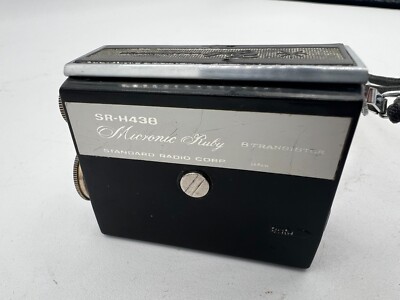 SR-H438
Micronic Ruby
8 TRANSISTOR
STANDARD RADIO CORP.